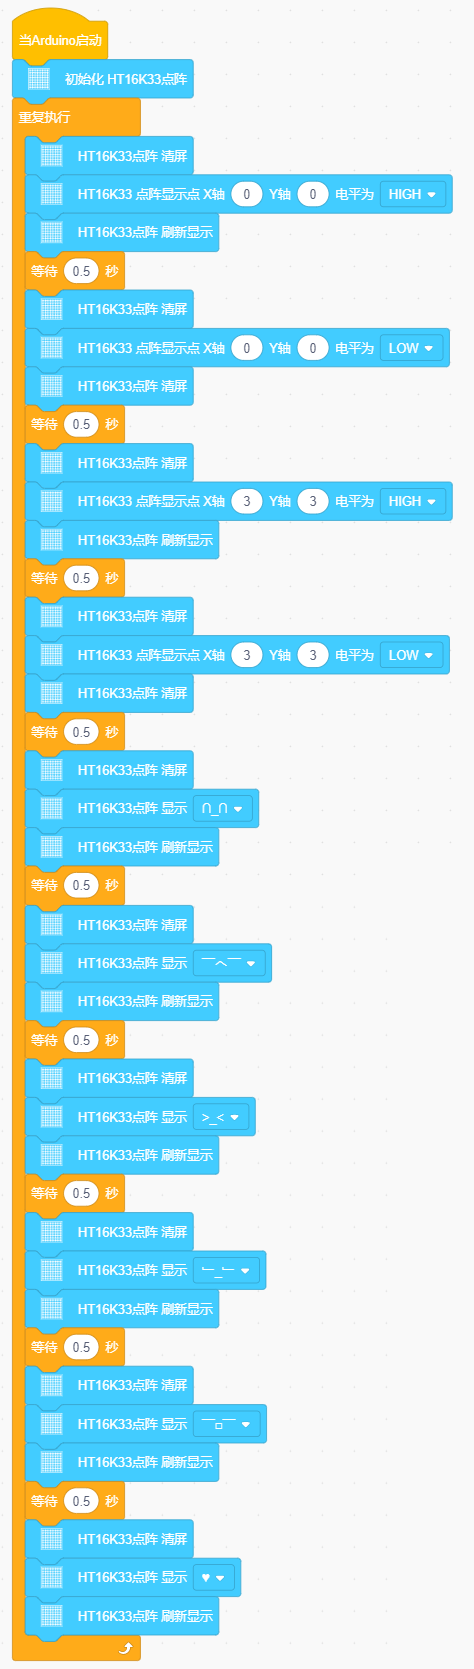 当Arduino启动
初始化 HT16K33点阵
重复执行
HT16K33点阵 清屏
HT16K33 点阵显示点 X轴 0 Y轴 0 电平为 HIGH
HT16K33点阵 刷新显示
等待 0.5 秒
HT16K33点阵 清屏
HT16K33 点阵显示点 X轴 0 Y轴 0 电平为 LOW
HT16K33点阵 清屏
等待 0.5 秒
HT16K33点阵 清屏
HT16K33 点阵显示点 X轴 3 Y轴 3 电平为 HIGH
HT16K33点阵 刷新显示
等待 0.5 秒
HT16K33点阵 清屏
HT16K33 点阵显示点 X轴 3 Y轴 3 电平为 LOW
HT16K33点阵 清屏
等待 0.5 秒
HT16K33点阵 清屏
HT16K33点阵 显示 ∩_∩
HT16K33点阵 刷新显示
等待 0.5 秒
HT16K33点阵 清屏
HT16K33点阵 显示 ￣へ￣
HT16K33点阵 刷新显示
等待 0.5 秒
HT16K33点阵 清屏
HT16K33点阵 显示 >_<
HT16K33点阵 刷新显示
等待 0.5 秒
HT16K33点阵 清屏
HT16K33点阵 显示 ﹂_﹂
HT16K33点阵 刷新显示
等待 0.5 秒
HT16K33点阵 清屏
HT16K33点阵 显示 ￣□￣
HT16K33点阵 刷新显示
等待 0.5 秒
HT16K33点阵 清屏
HT16K33点阵 显示 ♥
HT16K33点阵 刷新显示